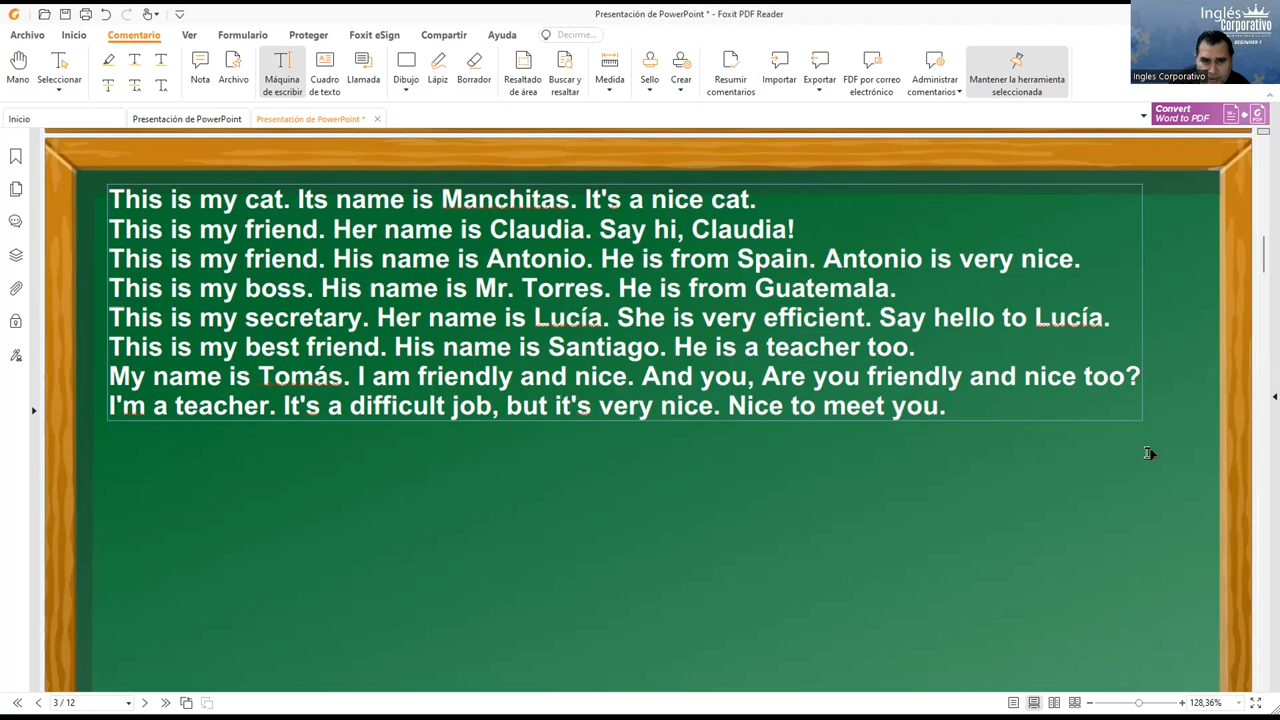 Presentación de PowerPoint * - Foxit PDF Reader
Inglés
Corporativo
BEGINNER 1
Ingles Corporativo
Archivo Inicio Comentario Ver Formulario Proteger Foxit eSign Compartir Ayuda Decirme...
Mano Seleccionar Nota Archivo Máquina de escribir Cuadro de texto Llamada Dibujo Lápiz Borrador Resaltado de área Buscar y resaltar Medida Sello Crear Resumir comentarios Importar Exportar PDF por correo electrónico Administrar comentarios Mantener la herramienta seleccionada
Inicio Presentación de PowerPoint Presentación de PowerPoint *
Convert
Word to PDF
This is my cat. Its name is Manchitas. It's a nice cat.
This is my friend. Her name is Claudia. Say hi, Claudia!
This is my friend. His name is Antonio. He is from Spain. Antonio is very nice.
This is my boss. His name is Mr. Torres. He is from Guatemala.
This is my secretary. Her name is Lucía. She is very efficient. Say hello to Lucía.
This is my best friend. His name is Santiago. He is a teacher too.
My name is Tomás. I am friendly and nice. And you, Are you friendly and nice too?
I'm a teacher. It's a difficult job, but it's very nice. Nice to meet you.
3 / 12
128,36%